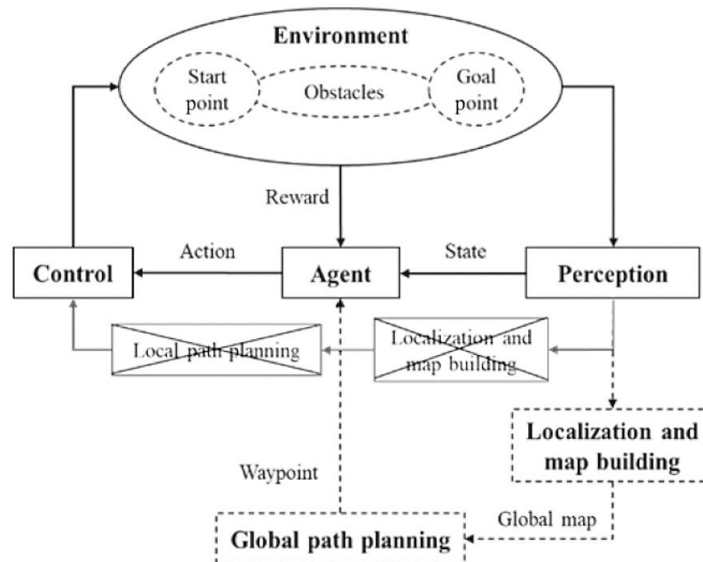 Environment
Start
point
Obstacles
Goal
point
Reward
Control
Action
Agent
State
Perception
Local path planning
Localization and
map building
Localization and
map building
Waypoint
Global map
Global path planning